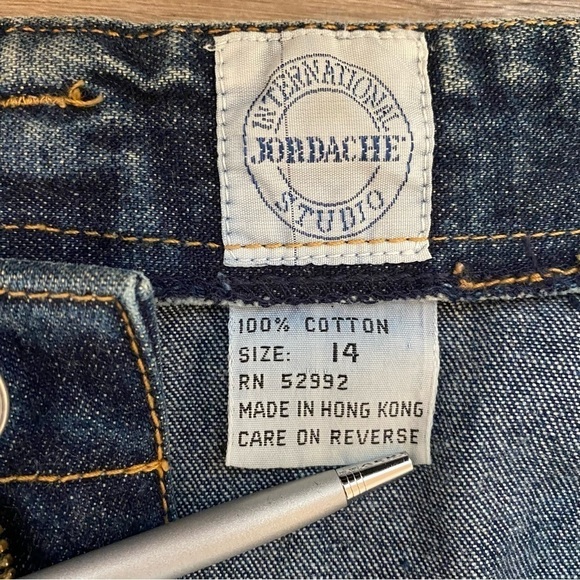 INTERNATIONAL
JORDACHE
STUDIO
100% COTTON
SIZE: 14
RN 52992
MADE IN HONG KONG
CARE ON REVERSE